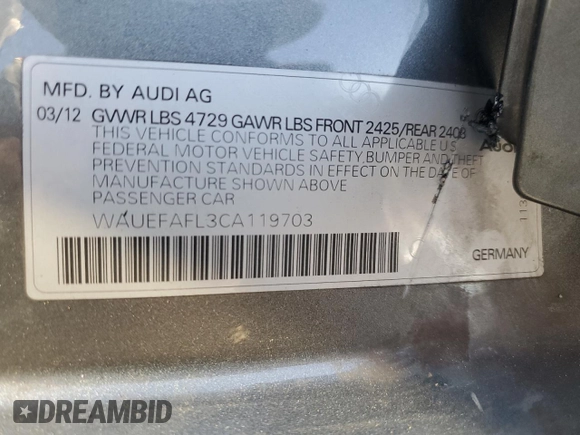 MFD. BY AUDI AG
03/12 GVWR LBS 4729 GAWR LBS FRONT 2425/REAR 2408
THIS VEHICLE CONFORMS TO ALL APPLICABLE U.S.
FEDERAL MOTOR VEHICLE SAFETY BUMPER AND THEFT
PREVENTION STANDARDS IN EFFECT ON THE DATE OF
MANUFACTURE SHOWN ABOVE
PASSENGER CAR
WAUEFAFL3CA119703
GERMANY
DREAMBID